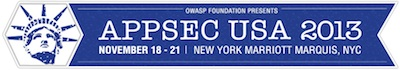 OWASP FOUNDATION PRESENTS
APPSEC USA 2013
NOVEMBER 18 - 21 | NEW YORK MARRIOTT MARQUIS, NYC